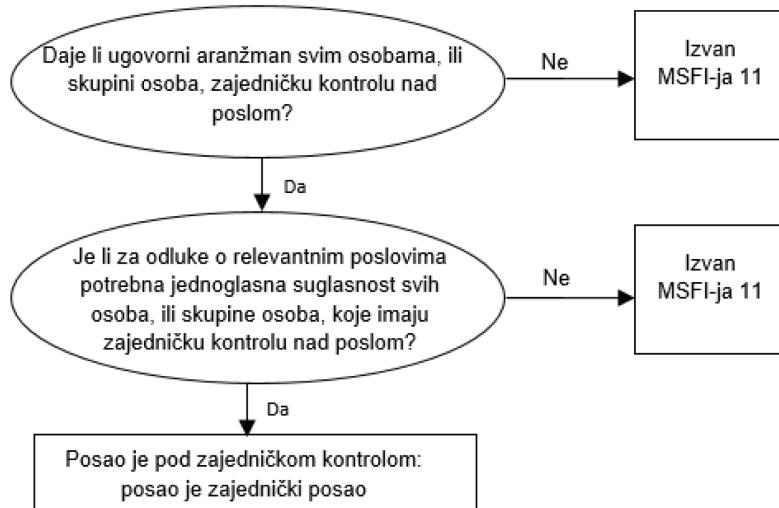 Daje li ugovorni aranžman svim osobama, ili
skupini osoba, zajedničku kontrolu nad
poslom?
Ne
Izvan
MSFI-ja 11
Da
Je li za odluke o relevantnim poslovima
potrebna jednoglasna suglasnost svih
osoba, ili skupine osoba, koje imaju
zajedničku kontrolu nad poslom?
Ne
Izvan
MSFI-ja 11
Da
Posao je pod zajedničkom kontrolom:
posao je zajednički posao